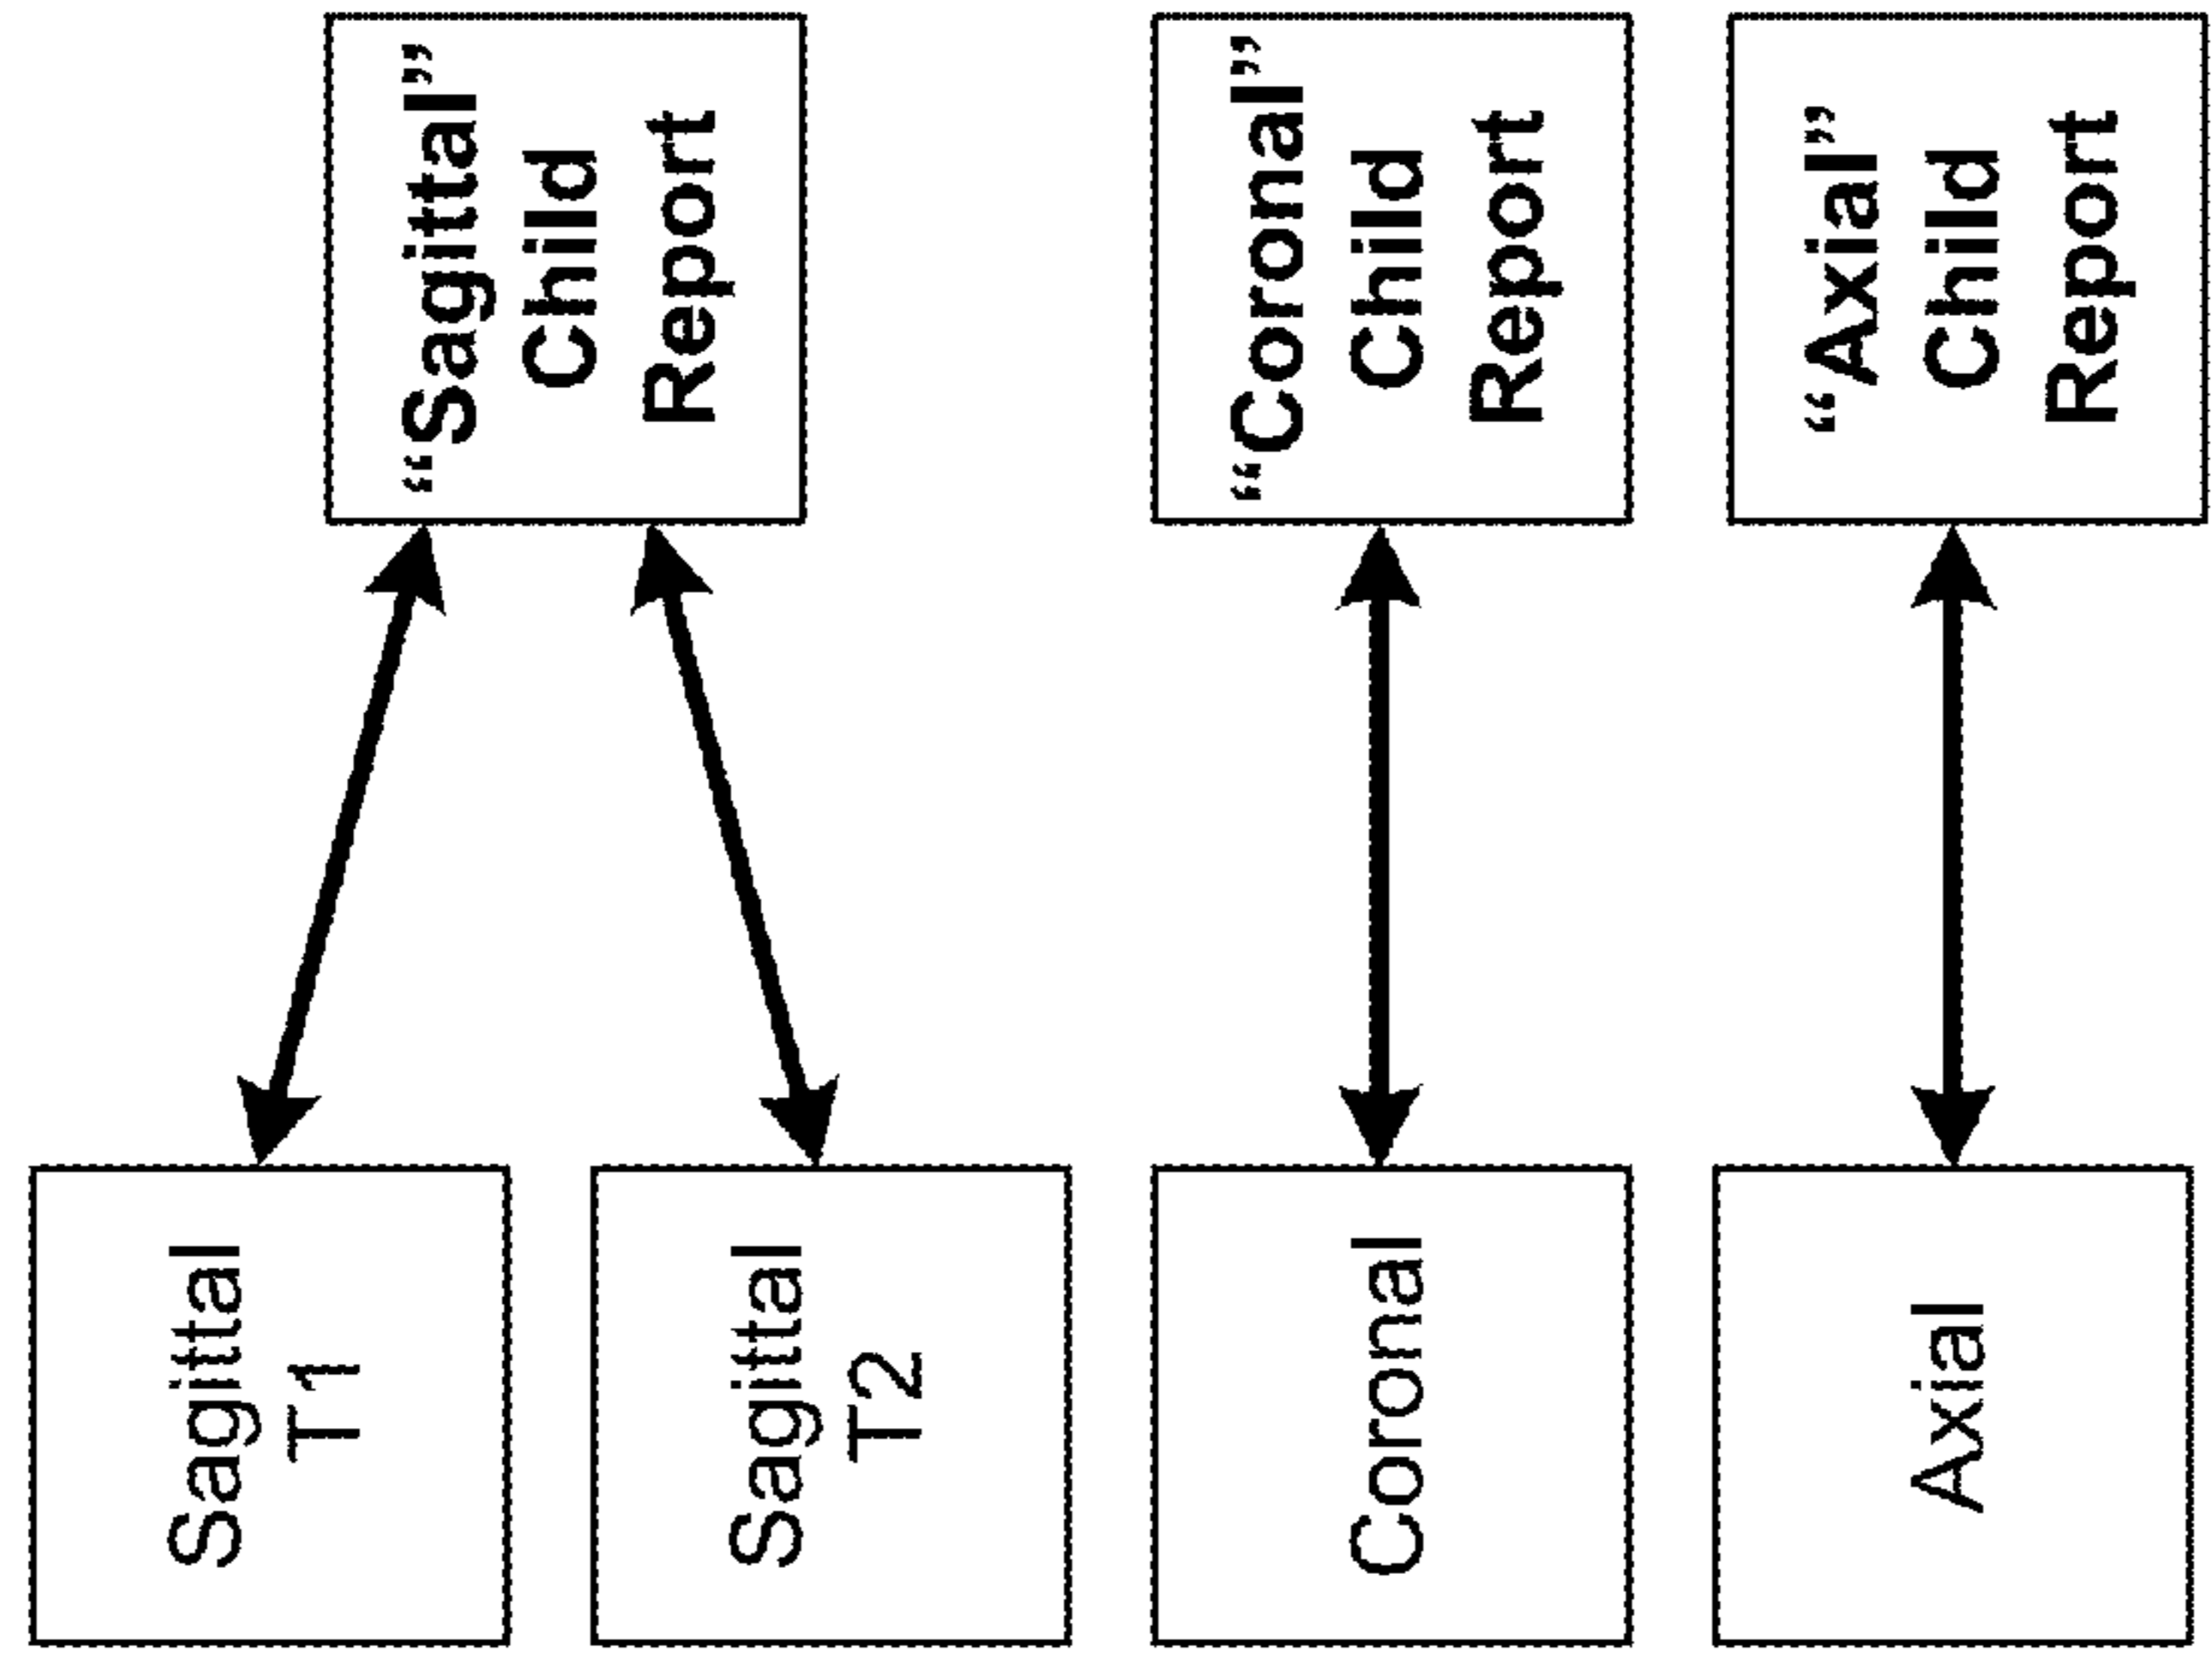 Sagittal
T1
“Sagittal”
Child
Report
Sagittal
T2
Coronal
“Coronal”
Child
Report
Axial
“Axial”
Child
Report